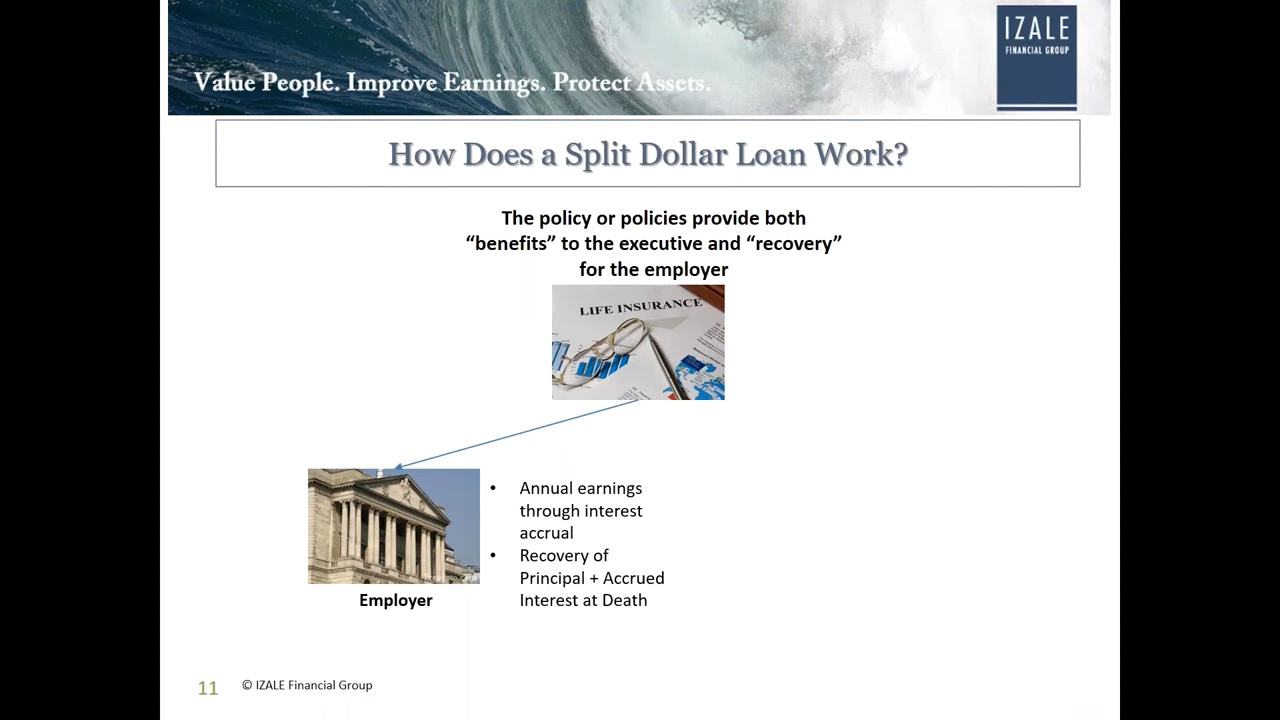 Value People. Improve Earnings. Protect Assets.
IZALE
FINANCIAL GROUP
How Does a Split Dollar Loan Work?
The policy or policies provide both
“benefits” to the executive and “recovery”
for the employer
LIFE INSURANCE
• Annual earnings
through interest
accrual
• Recovery of
Principal + Accrued
Interest at Death
Employer
11
© IZALE Financial Group